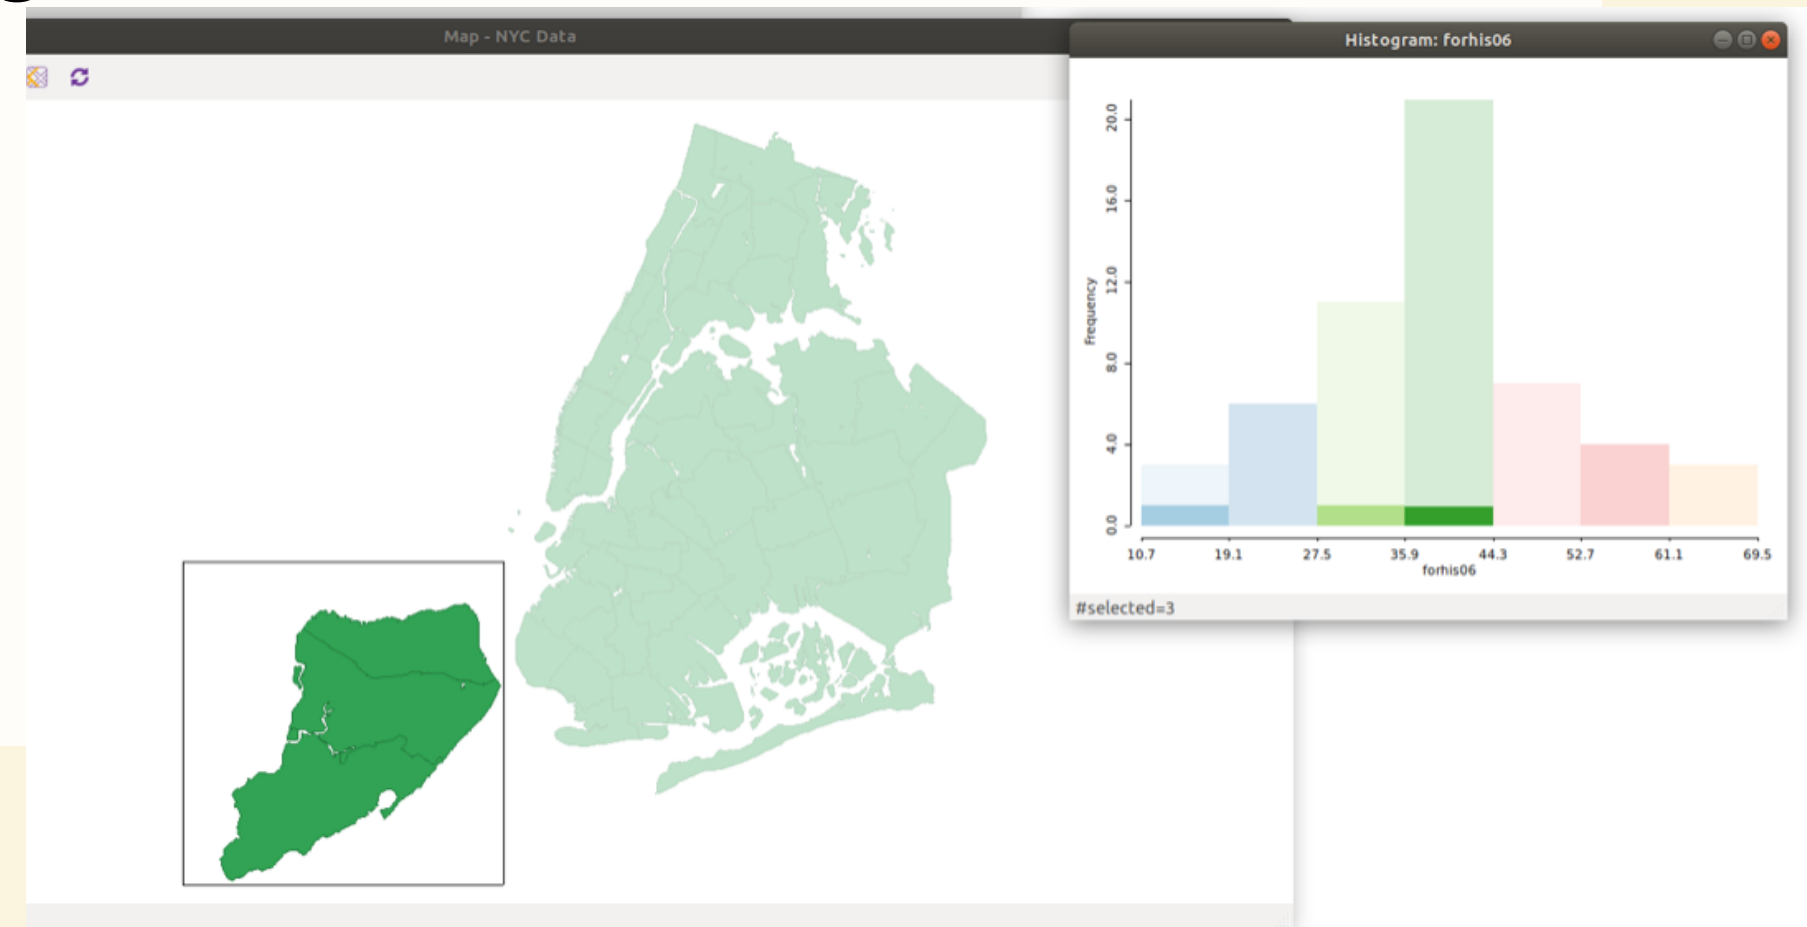 Map - NYC Data
Histogram: forhis06
20.0
16.0
12.0
8.0
4.0
0.0
Frequency
10.7 19.1 27.5 35.9 44.3 52.7 61.1 69.5
forhis06
#selected=3